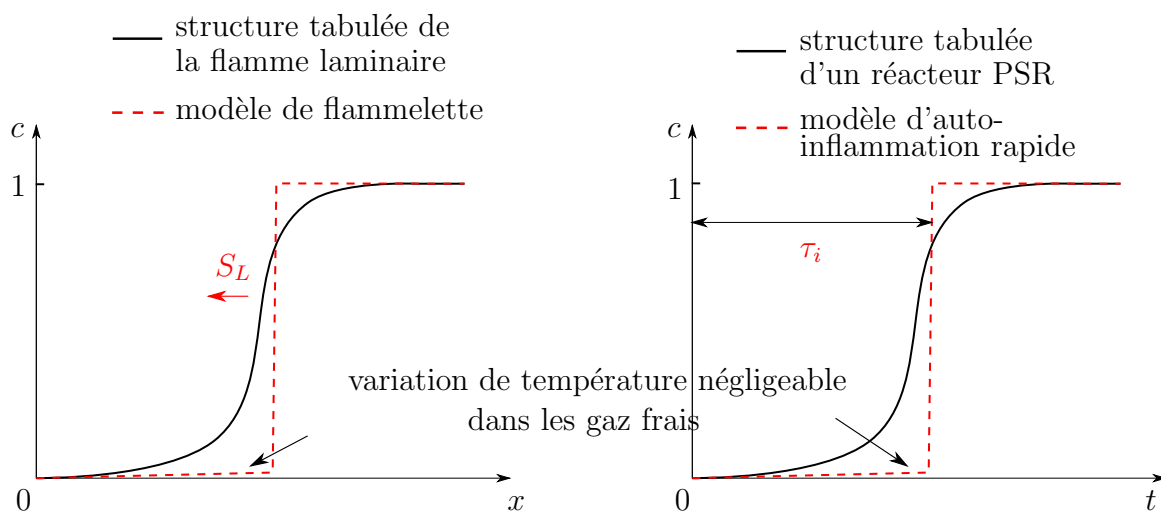 structure tabulée de
la flamme laminaire
modèle de flammelette
c
1
S_L
0
x
structure tabulée
d'un réacteur PSR
modèle d'auto-
inflammation rapide
c
1
τ_i
variation de température négligeable
dans les gaz frais
0
t